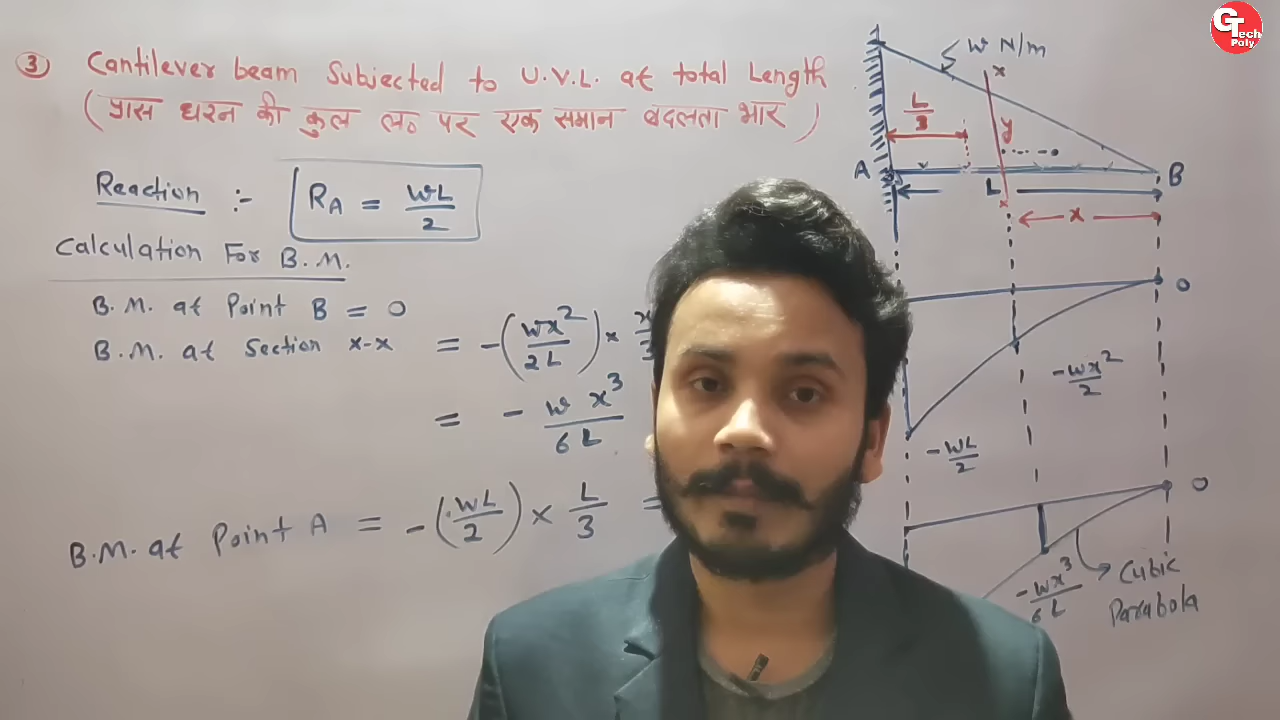 GTech Poly
③ Cantilever beam Subjected to U.V.L. at total Length
(प्रास धरन की कुल ल० पर एक समान बदलता भार)
Reaction :- R_A = WL/2
Calculation For B.M.
B.M. at Point B = 0
B.M. at Section x-x = -(Wx²/2L) × x/3
= - W x³/6L
B.M. at Point A = -(WL/2) × L/3 =
W N/m
x
L/3
y
A
B
L
x
x
0
-Wx²/2
-WL/2
0
-Wx³/6L
Cubic
Parabola